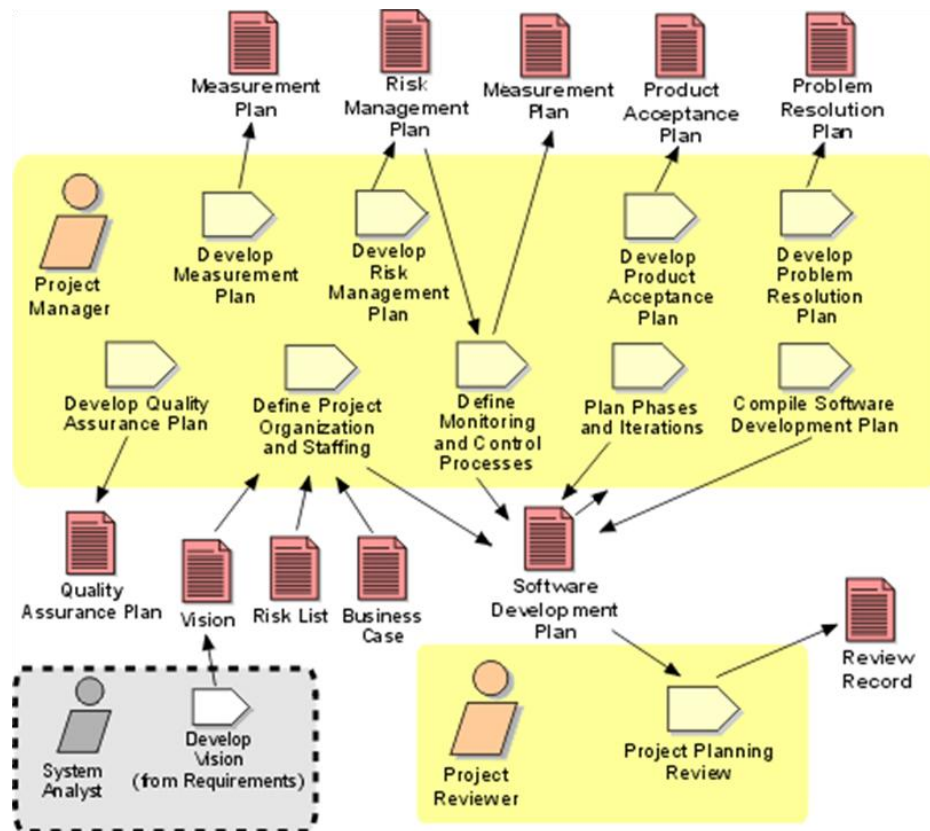 Measurement
Plan
Risk
Management
Plan
Measurement
Plan
Product
Acceptance
Plan
Problem
Resolution
Plan
Project
Manager
Develop
Measurement
Plan
Develop
Risk
Management
Plan
Develop
Product
Acceptance
Plan
Develop
Problem
Resolution
Plan
Develop Quality
Assurance Plan
Define Project
Organization
and Staffing
Define
Monitoring
and Control
Processes
Plan Phases
and Iterations
Compile Software
Development Plan
Quality
Assurance Plan
Vision
Risk List
Business
Case
Software
Development
Plan
Review
Record
System
Analyst
Develop
Vision
(from Requirements)
Project
Reviewer
Project Planning
Review